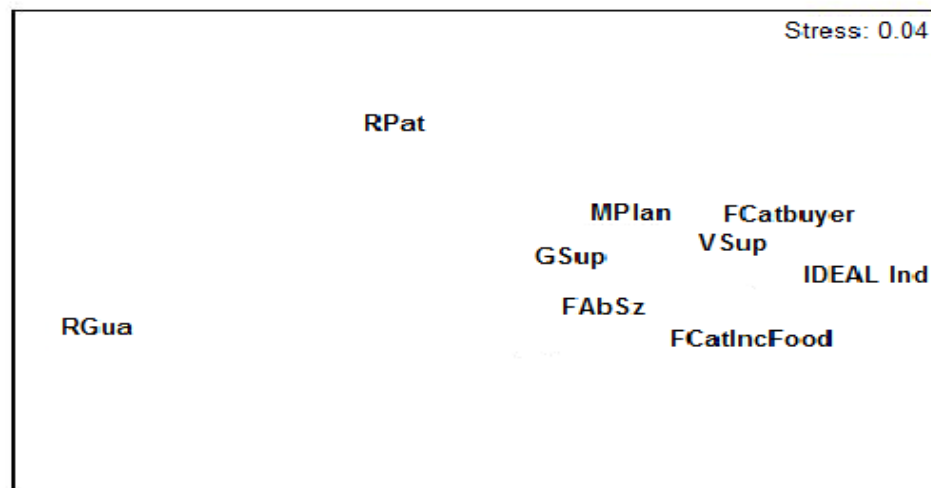 Stress: 0.04
RPat
MPlan
FCatbuyer
VSup
GSup
IDEAL Ind
FAbSz
RGua
FCatIncFood